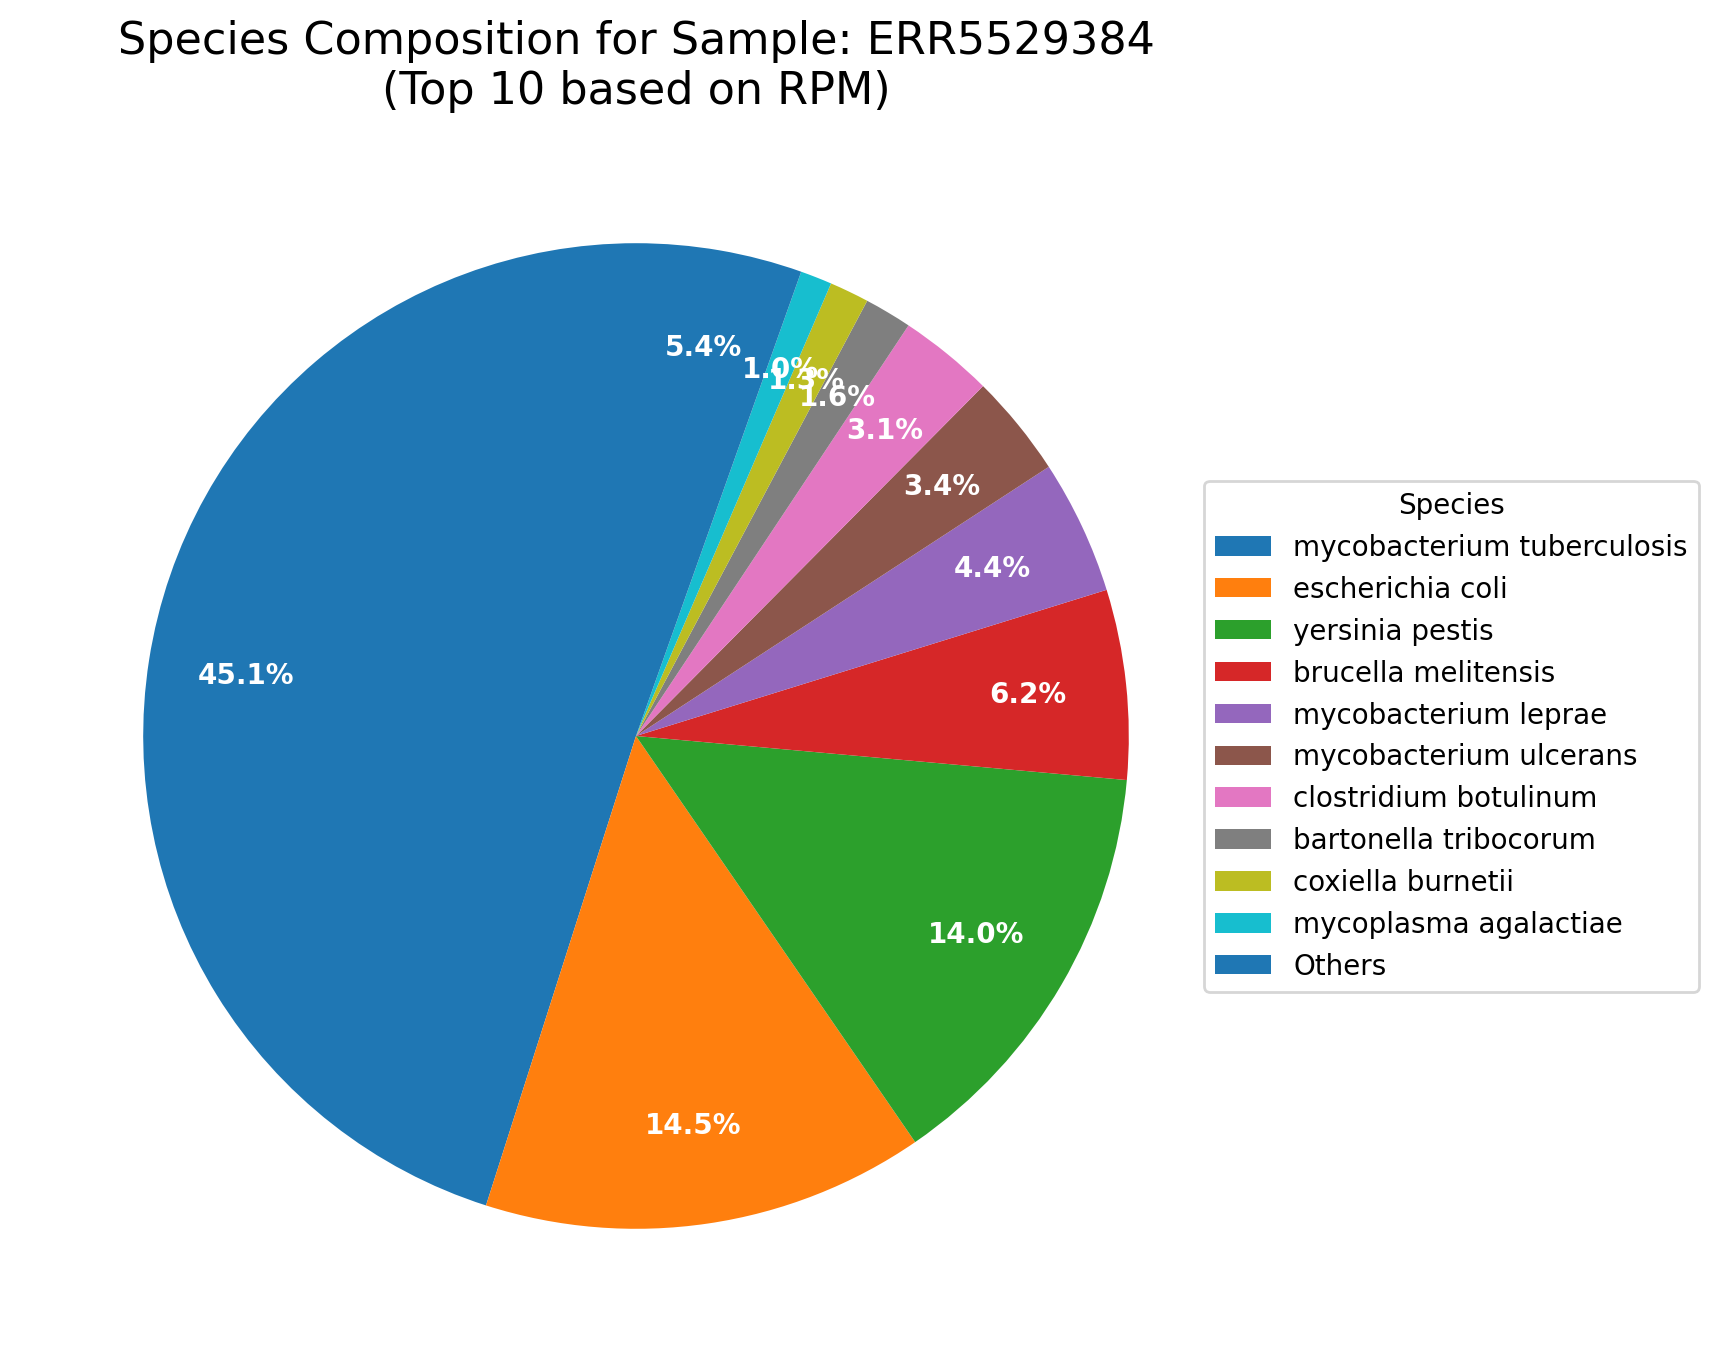 Species Composition for Sample: ERR5529384
(Top 10 based on RPM)
5.4%
1.0%
1.3%
1.6%
3.1%
3.4%
4.4%
6.2%
14.0%
14.5%
45.1%
Species
mycobacterium tuberculosis
escherichia coli
yersinia pestis
brucella melitensis
mycobacterium leprae
mycobacterium ulcerans
clostridium botulinum
bartonella tribocorum
coxiella burnetii
mycoplasma agalactiae
Others